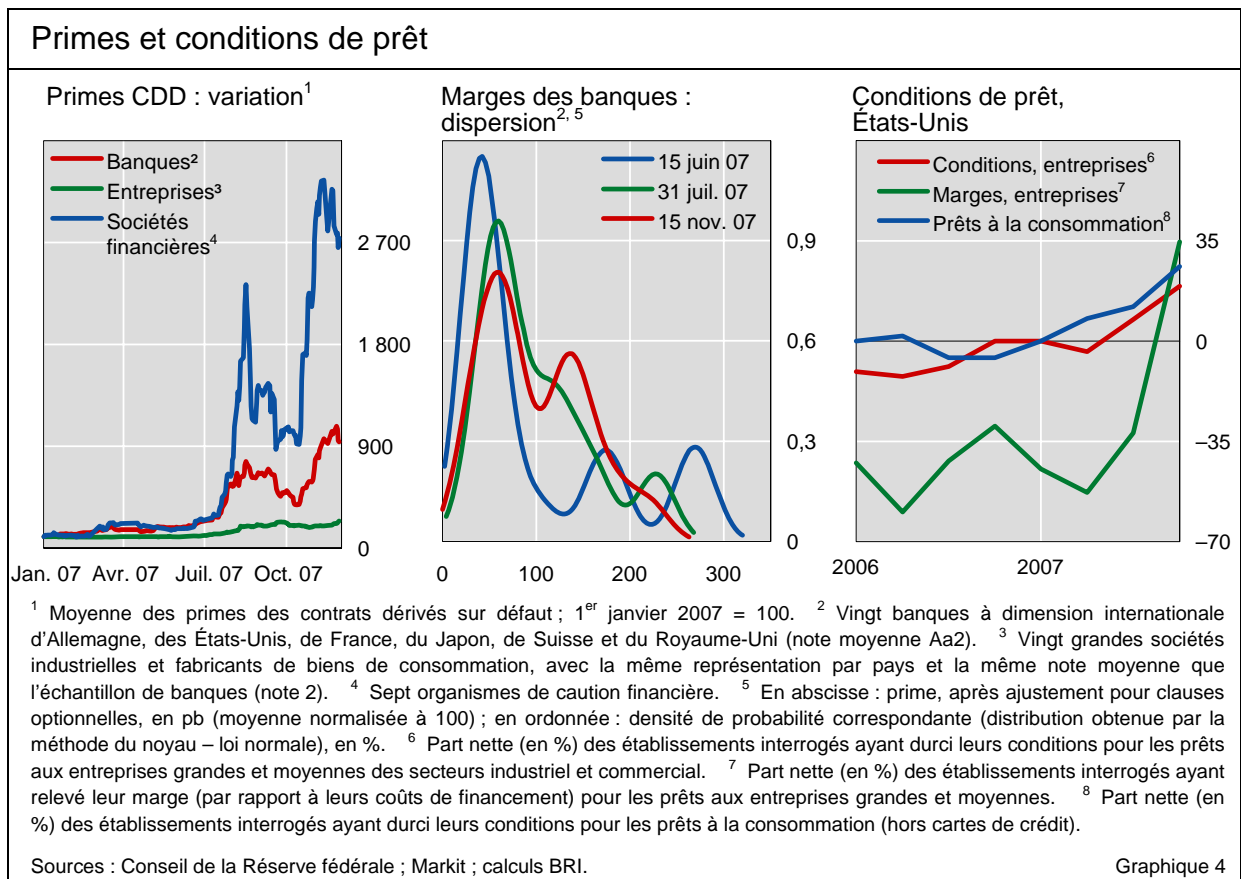 Primes et conditions de prêt
Primes CDD : variation¹
Banques²
Entreprises³
Sociétés
financières⁴
2 700
1 800
900
0
Jan. 07 Avr. 07 Juil. 07 Oct. 07
Marges des banques :
dispersion²˒ ⁵
15 juin 07
31 juil. 07
15 nov. 07
0,9
0,6
0,3
0
0 100 200 300
Conditions de prêt,
États-Unis
Conditions, entreprises⁶
Marges, entreprises⁷
Prêts à la consommation⁸
35
0
–35
–70
2006 2007
¹ Moyenne des primes des contrats dérivés sur défaut ; 1ᵉʳ janvier 2007 = 100. ² Vingt banques à dimension internationale
d'Allemagne, des États-Unis, de France, du Japon, de Suisse et du Royaume-Uni (note moyenne Aa2). ³ Vingt grandes sociétés
industrielles et fabricants de biens de consommation, avec la même représentation par pays et la même note moyenne que
l'échantillon de banques (note 2). ⁴ Sept organismes de caution financière. ⁵ En abscisse : prime, après ajustement pour clauses
optionnelles, en pb (moyenne normalisée à 100) ; en ordonnée : densité de probabilité correspondante (distribution obtenue par la
méthode du noyau – loi normale), en %. ⁶ Part nette (en %) des établissements interrogés ayant durci leurs conditions pour les prêts
aux entreprises grandes et moyennes des secteurs industriel et commercial. ⁷ Part nette (en %) des établissements interrogés ayant
relevé leur marge (par rapport à leurs coûts de financement) pour les prêts aux entreprises grandes et moyennes. ⁸ Part nette (en
%) des établissements interrogés ayant durci leurs conditions pour les prêts à la consommation (hors cartes de crédit).
Sources : Conseil de la Réserve fédérale ; Markit ; calculs BRI.
Graphique 4